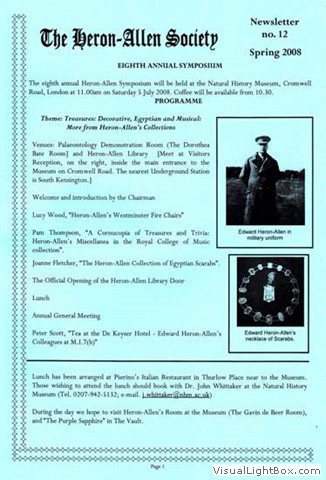 The Heron-Allen Society
Newsletter
no. 12
Spring 2008
EIGHTH ANNUAL SYMPOSIUM
The eighth annual Heron-Allen Symposium will be held at the Natural History Museum, Cromwell
Road, London at 11.00am on Saturday 5 July 2008. Coffee will be available from 10.30.
PROGRAMME
Theme: Treasures: Decorative, Egyptian and Musical:
More from Heron-Allen's Collections
Venues: Palaeontology Demonstration Room (The Dorothea
Bate Room] and Heron-Allen Library [Meet at Visitors
Reception, on the right, inside the main entrance to the
Museum on Cromwell Road. The nearest Underground Station
is South Kensington.]
Welcome and introduction by the Chairman
Lucy Wood, "Heron-Allen's Westminster Fire Chairs"
Pam Thompson, "A Cornucopia of Treasures and Trivia:
Heron-Allen's Miscellanea in the Royal College of Music
collection".
Joanne Fletcher, "The Heron-Allen Collection of Egyptian Scarabs".
The Official Opening of the Heron-Allen Library Door
Lunch
Annual General Meeting
Peter Scott, "Tea at the De Keyser Hotel - Edward Heron-Allen's
Colleagues at M.I.7(b)"
Edward Heron-Allen in
military uniform
Edward Heron-Allen's
necklace of Scarabs.
Lunch has been arranged at Pierino's Italian Restaurant in Thurloe Place near to the Museum.
Those wishing to attend the lunch should book with Dr. John Whittaker at the Natural History
Museum (Tel. 0207-942-5132; e-mail. j.whittaker@nhm.ac.uk)
During the day we hope to visit Heron-Allen's Room at the Museum (The Gavin de Beer Room),
and "The Purple Sapphire" in The Vault.
Page 1
VisualLightBox.com